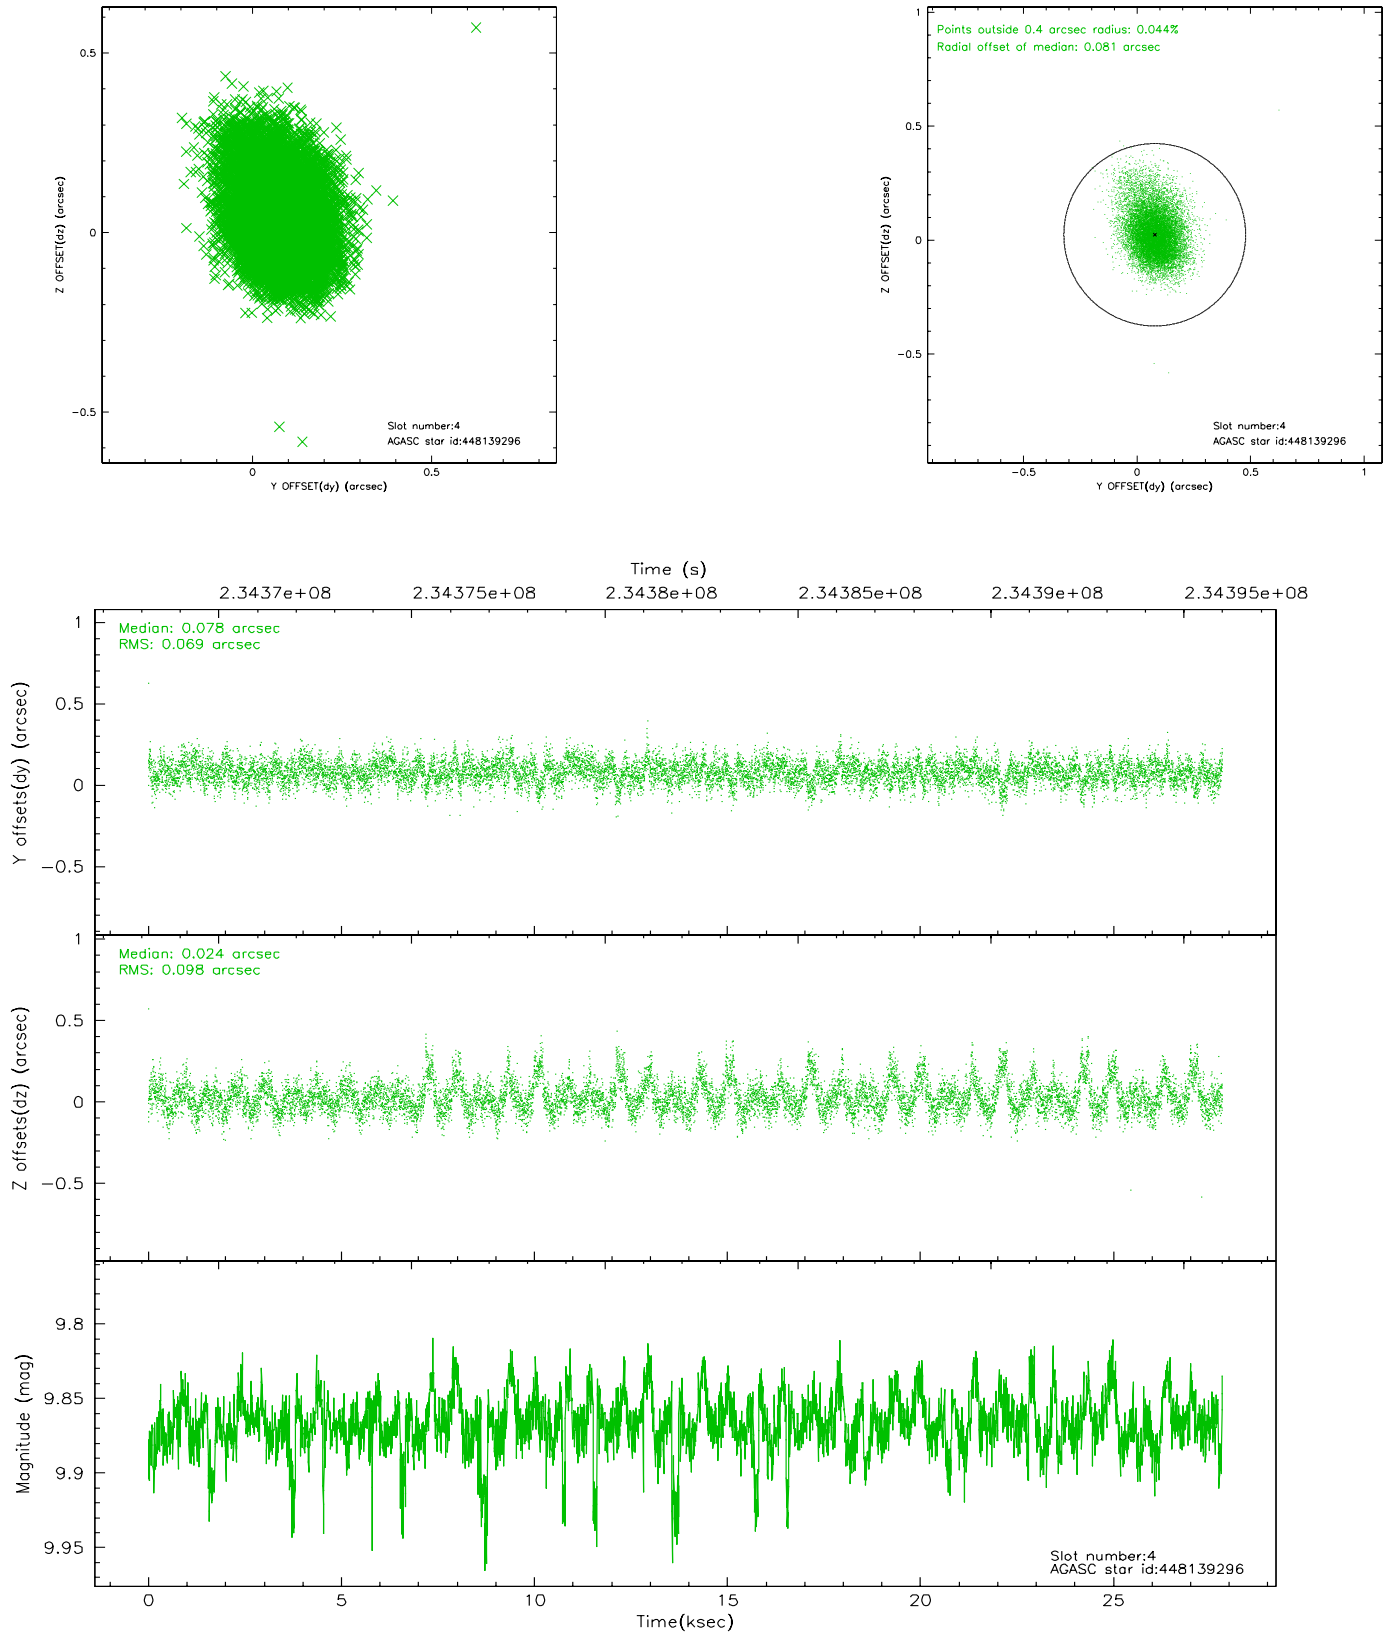 0.5
0
−0.5
Z OFFSET(dz) (arcsec)
Slot number:4
AGASC star id:448139296
0
0.5
Y OFFSET(dy) (arcsec)
1
0.5
0
−0.5
Z OFFSET(dz) (arcsec)
Points outside 0.4 arcsec radius: 0.044%
Radial offset of median: 0.081 arcsec
Slot number:4
AGASC star id:448139296
−0.5
0
0.5
1
Y OFFSET(dy) (arcsec)
Time (s)
2.3437e+08
2.34375e+08
2.3438e+08
2.34385e+08
2.3439e+08
2.34395e+08
Median: 0.078 arcsec
RMS: 0.069 arcsec
1
0.5
0
−0.5
Y offsets(dy) (arcsec)
Median: 0.024 arcsec
RMS: 0.098 arcsec
1
0.5
0
−0.5
Z offsets(dz) (arcsec)
9.8
9.85
9.9
9.95
Magnitude (mag)
Slot number:4
AGASC star id:448139296
0
5
10
15
20
25
Time(ksec)